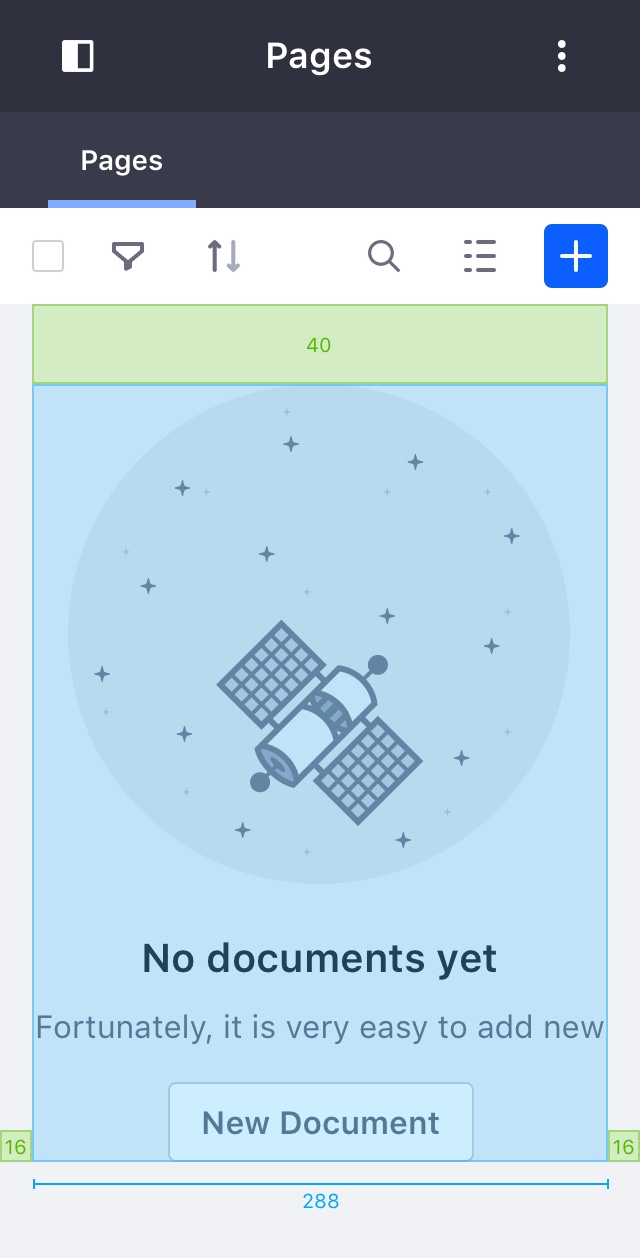 Pages
Pages
40
No documents yet
Fortunately, it is very easy to add new
New Document
16
16
288